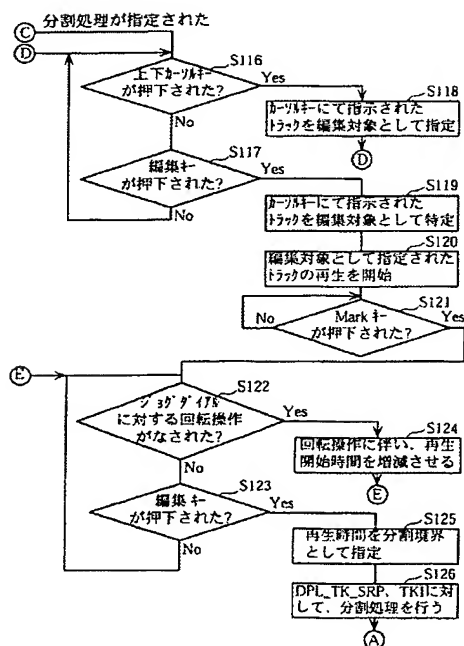 C
分割処理が指定された
D
S116
上下ｶｰｿﾙｷｰ
が押下された?
Yes
No
S118
ｶｰｿﾙｷｰにて指示された
ﾄﾗｯｸを編集対象として指定
D
S117
編集ｷｰ
が押下された?
Yes
No
S119
ｶｰｿﾙｷｰにて指示された
ﾄﾗｯｸを編集対象として特定
S120
編集対象として指定された
ﾄﾗｯｸの再生を開始
S121
Markｷｰ
が押下された?
No
Yes
E
S122
ｼﾞｮｸﾞﾀﾞｲｱﾙ
に対する回転操作
がなされた?
Yes
No
S124
回転操作に伴い、再生
開始時間を増減させる
E
S123
編集ｷｰ
が押下された?
Yes
No
S125
再生時間を分割境界
として指定
S126
DPL_TK_SRP、TKIに対
して、分割処理を行う
A